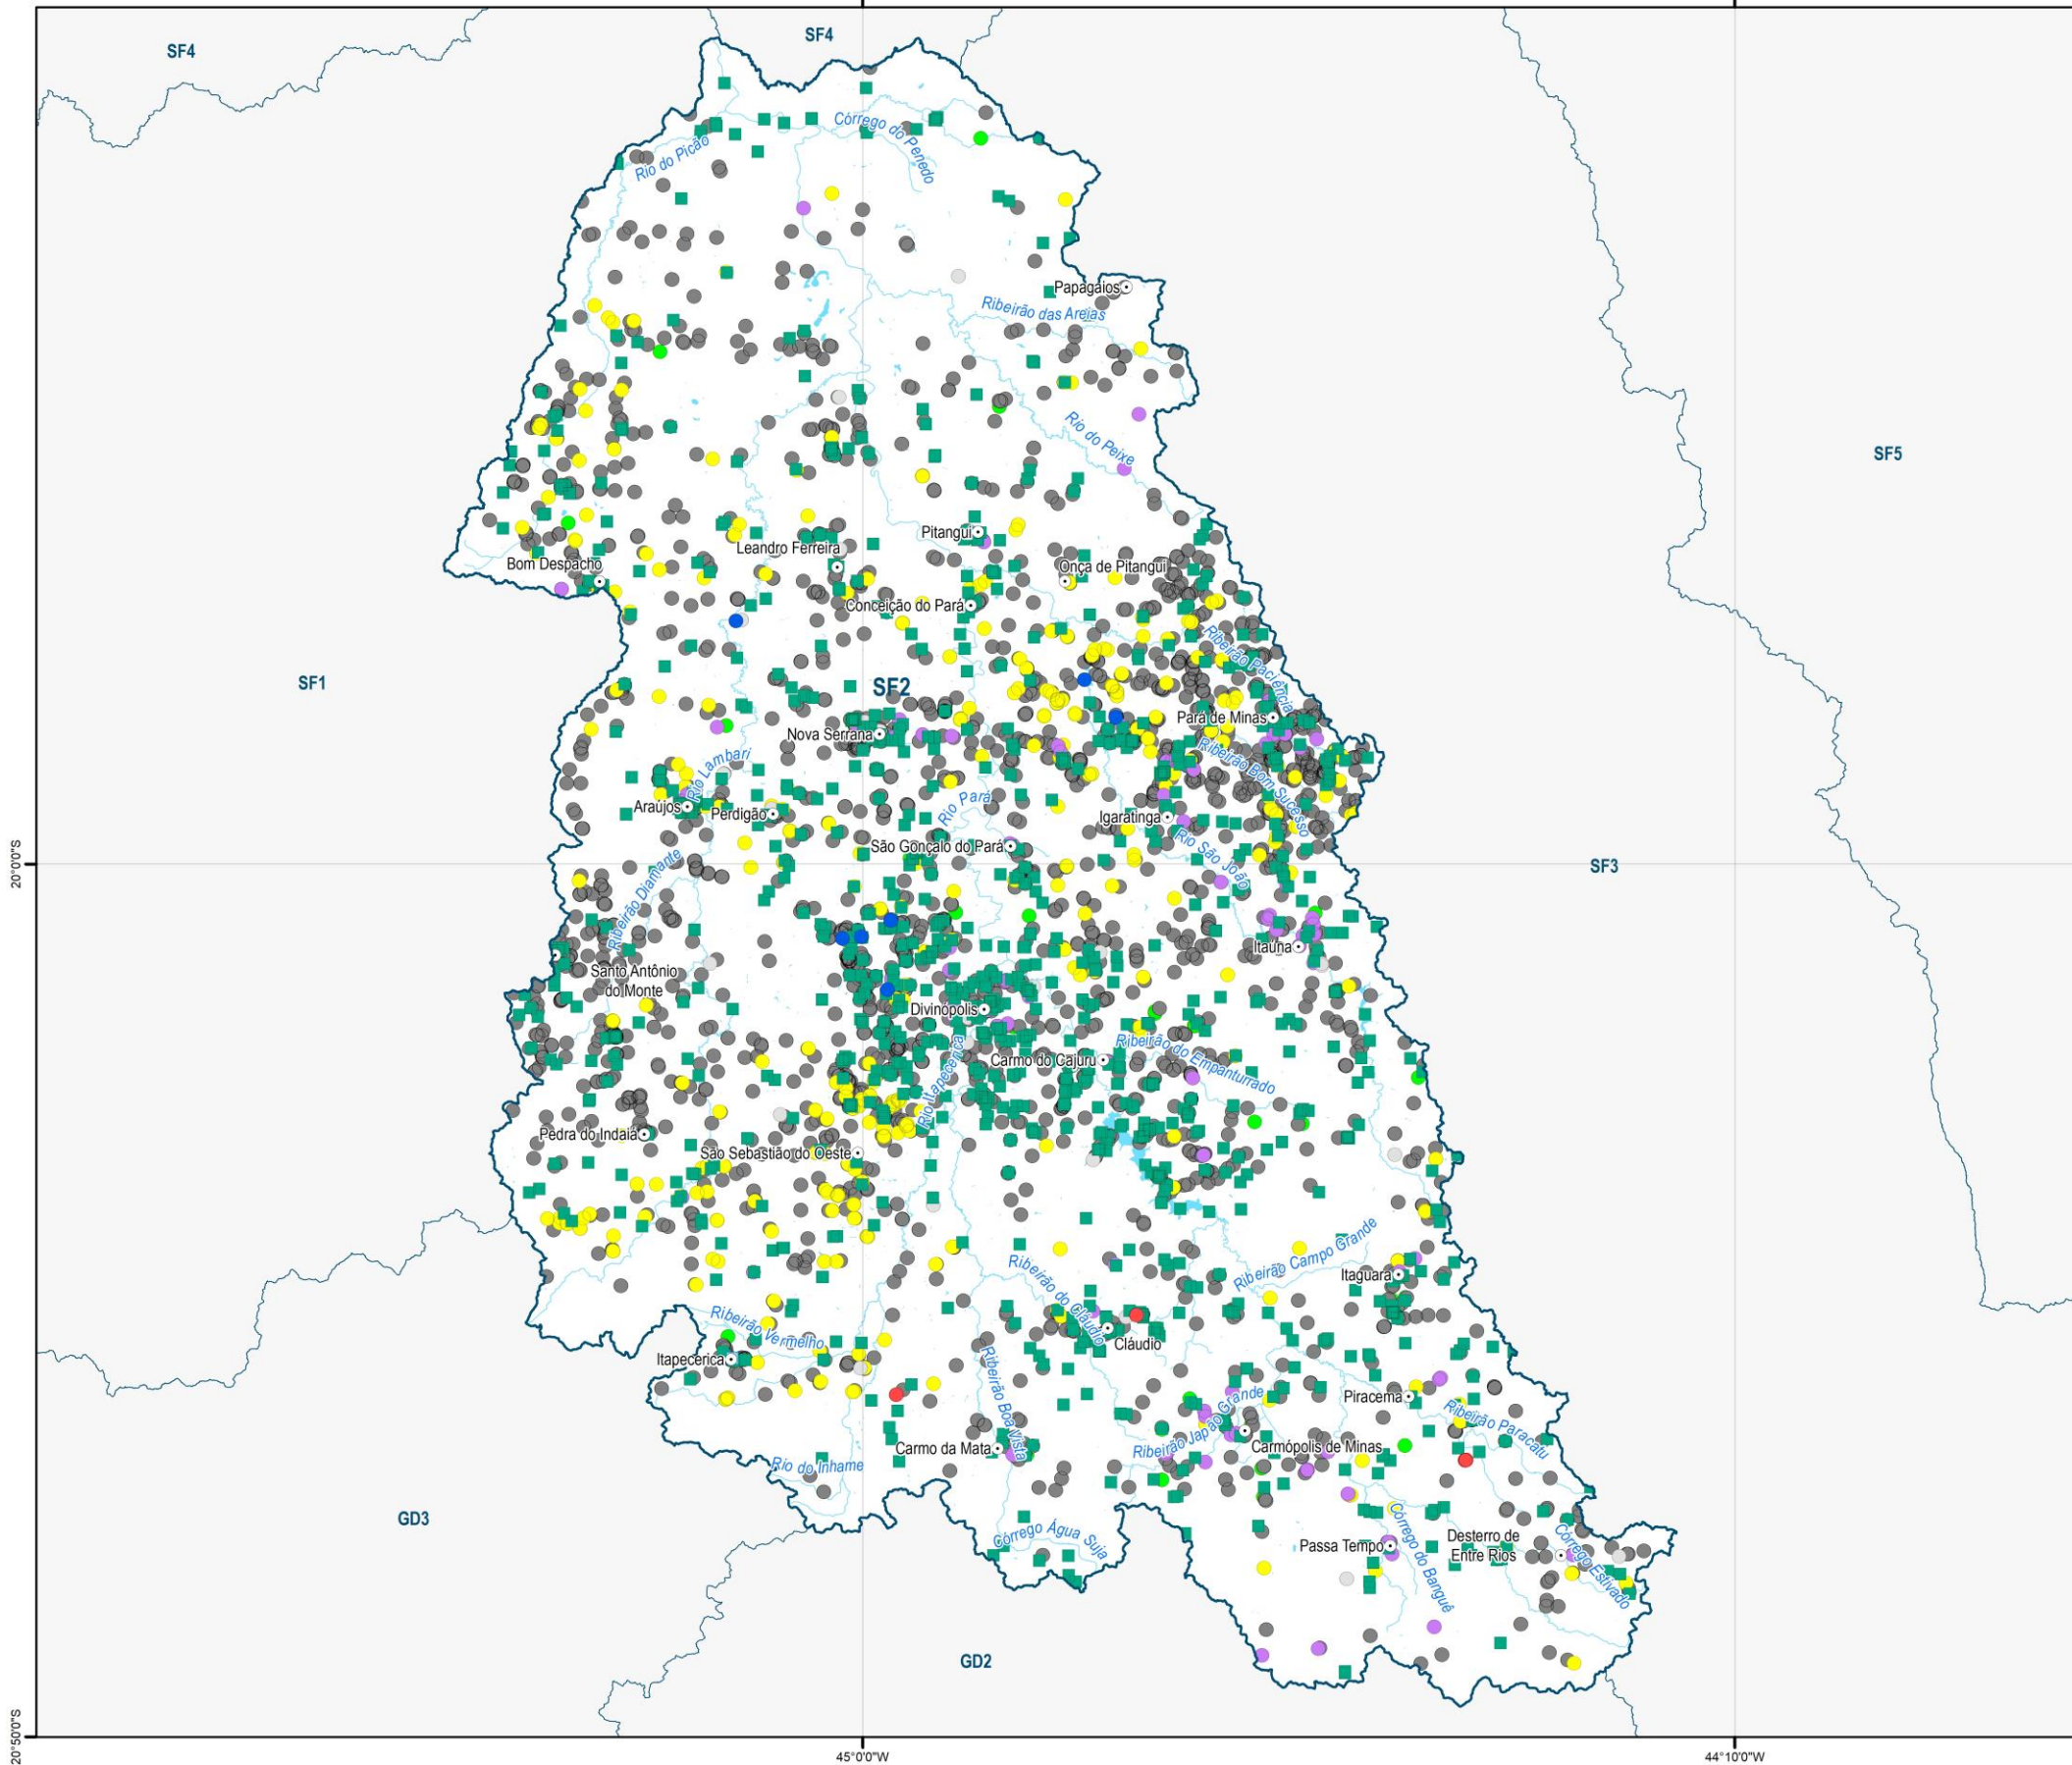 SF4
SF4
Córrego do Penedo
Rio do Picão
Papagaios
Ribeirão das Areias
Rio do Peixe
SF5
Pitangui
Leandro Ferreira
Bom Despacho
Onça de Pitangui
Conceição do Pará
Ribeirão Paciência
SF1
SF2
Pará de Minas
Nova Serrana
Ribeirão Bom Sucesso
Rio Lambari
Araújos
Perdigão
Rio Pará
Igaratinga
São Gonçalo do Pará
Rio São João
20°0'0"S
SF3
Ribeirão Diamante
Itaúna
Santo Antônio
do Monte
Divinópolis
Ribeirão do Empanturrado
Carmo do Cajuru
Rio Itapecerica
Pedra do Indaiá
São Sebastião do Oeste
Ribeirão Campo Grande
Itaguara
Ribeirão do Cláudio
Ribeirão Vermelho
Cláudio
Itapecerica
Ribeirão Boa Vista
Piracema
Ribeirão Paracatu
Ribeirão Japão Grande
Carmo da Mata
Carmópolis de Minas
Rio do Inhame
GD3
Córrego Água Suja
Passa Tempo
Córrego do Banguê
Desterro de
Entre Rios
Córrego Estivado
GD2
20°50'0"S
45°0'0"W
44°10'0"W